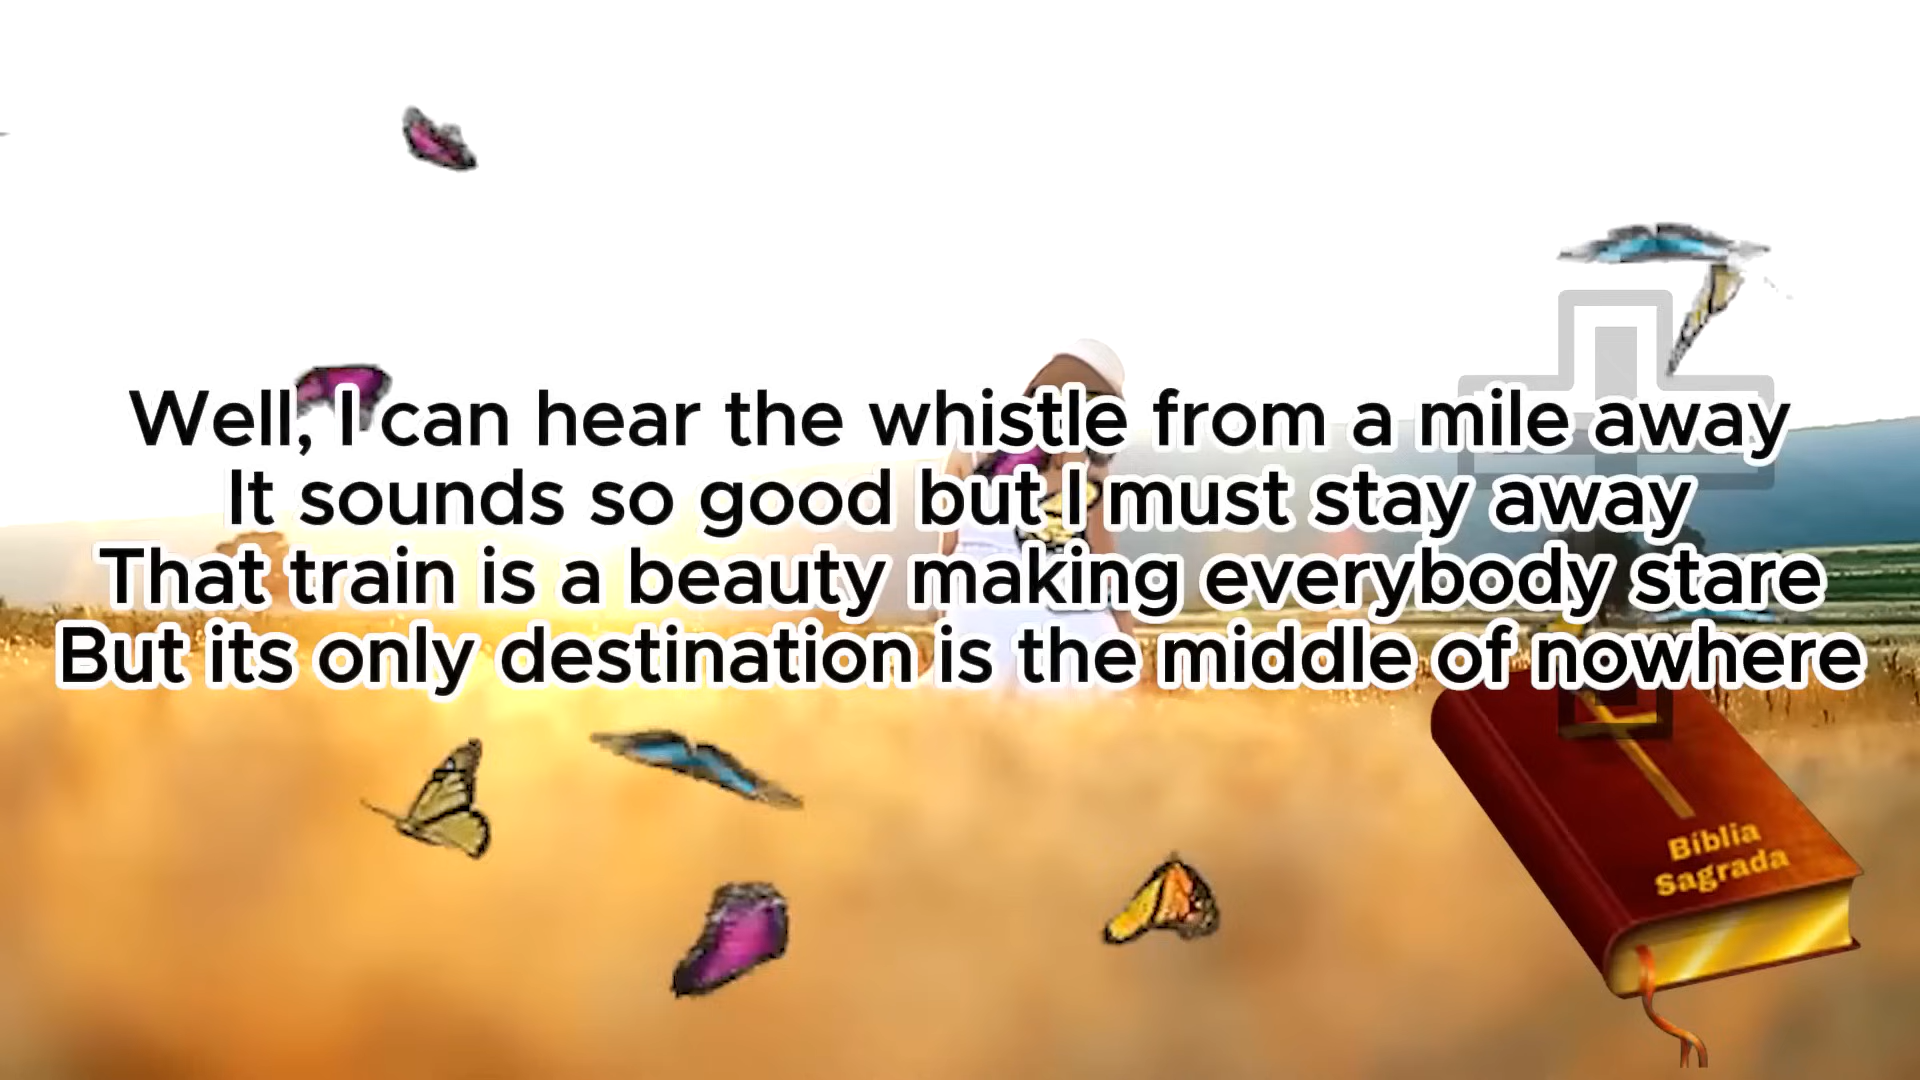 Well, I can hear the whistle from a mile away
It sounds so good but I must stay away
That train is a beauty making everybody stare
But its only destination is the middle of nowhere
Bíblia
Sagrada